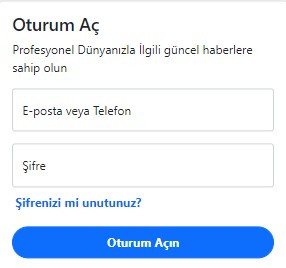 Oturum Aç
Profesyonel Dünyanızla İlgili güncel haberlere
sahip olun
E-posta veya Telefon
Şifre
Şifrenizi mi unutunuz?
Oturum Açın